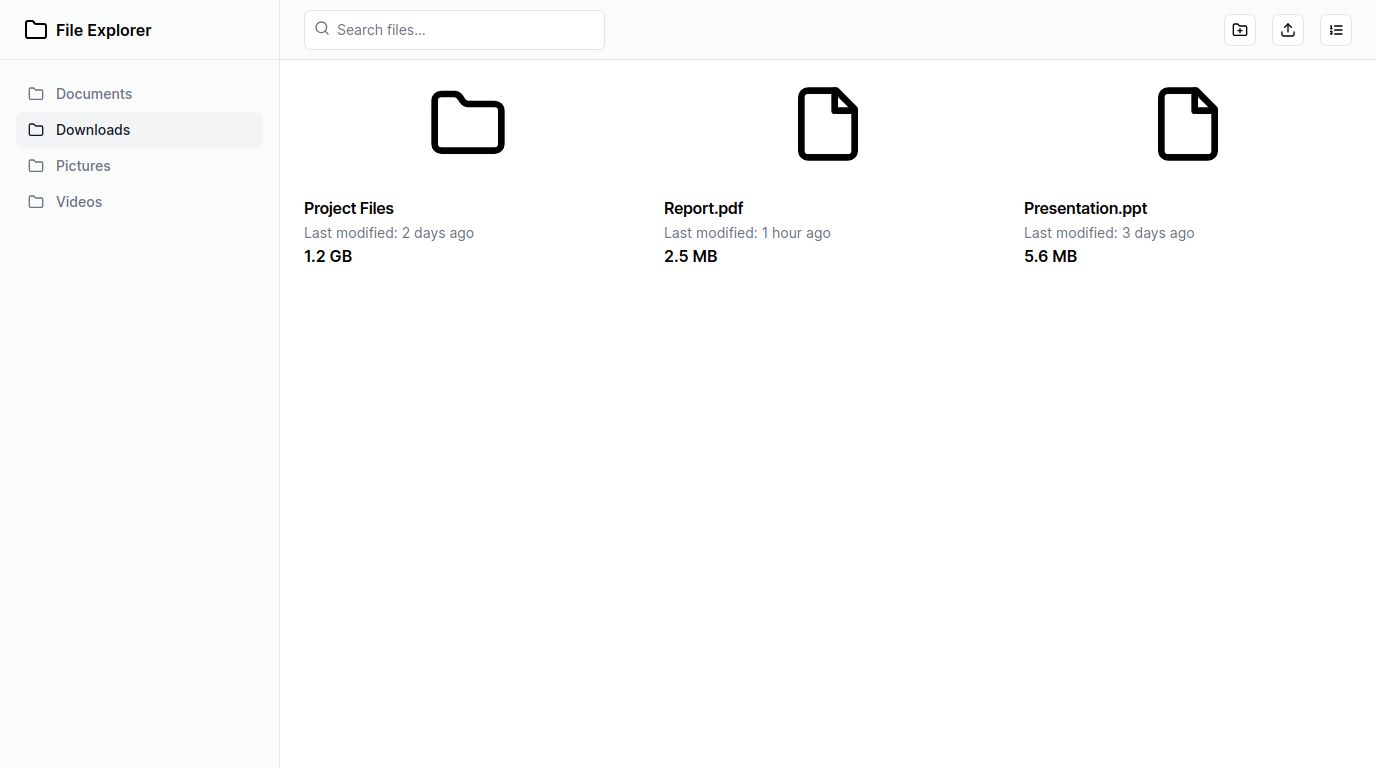 File Explorer
Search files...
Documents
Downloads
Pictures
Videos
Project Files
Last modified: 2 days ago
1.2 GB
Report.pdf
Last modified: 1 hour ago
2.5 MB
Presentation.ppt
Last modified: 3 days ago
5.6 MB